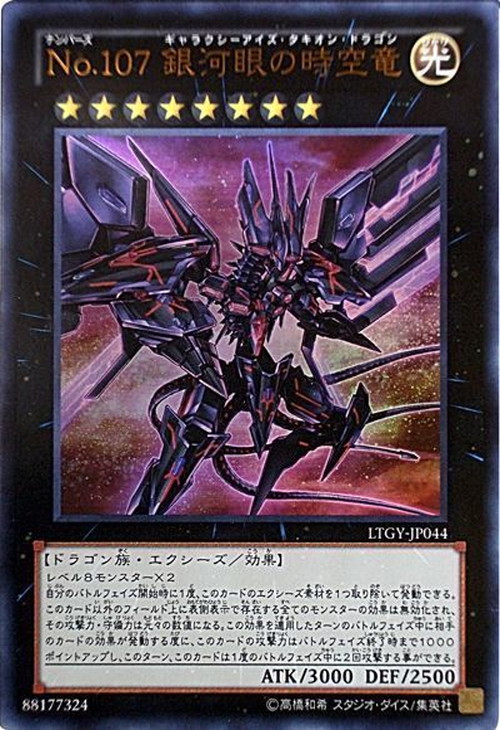 ナンバーズ ギャラクシーアイズ・タキオン・ドラゴン
No.107 銀河眼の時空竜
光
LTGY-JP044
【ドラゴン族・エクシーズ/効果】
レベル8モンスター×2
自分のバトルフェイズ開始時に1度、このカードのエクシーズ素材を1つ取り除いて発動できる。
このカード以外のフィールド上に表側表示で存在する全てのモンスターの効果は無効化され、
その攻撃力・守備力は元々の数値になる。この効果を適用したターンのバトルフェイズ中に相手
のカードの効果が発動する度に、このカードの攻撃力はバトルフェイズ終了時まで1000
ポイントアップし、このターン、このカードは1度のバトルフェイズ中に2回攻撃する事ができる。
ATK/3000 DEF/2500
88177324 ©高橋和希 スタジオ・ダイス/集英社